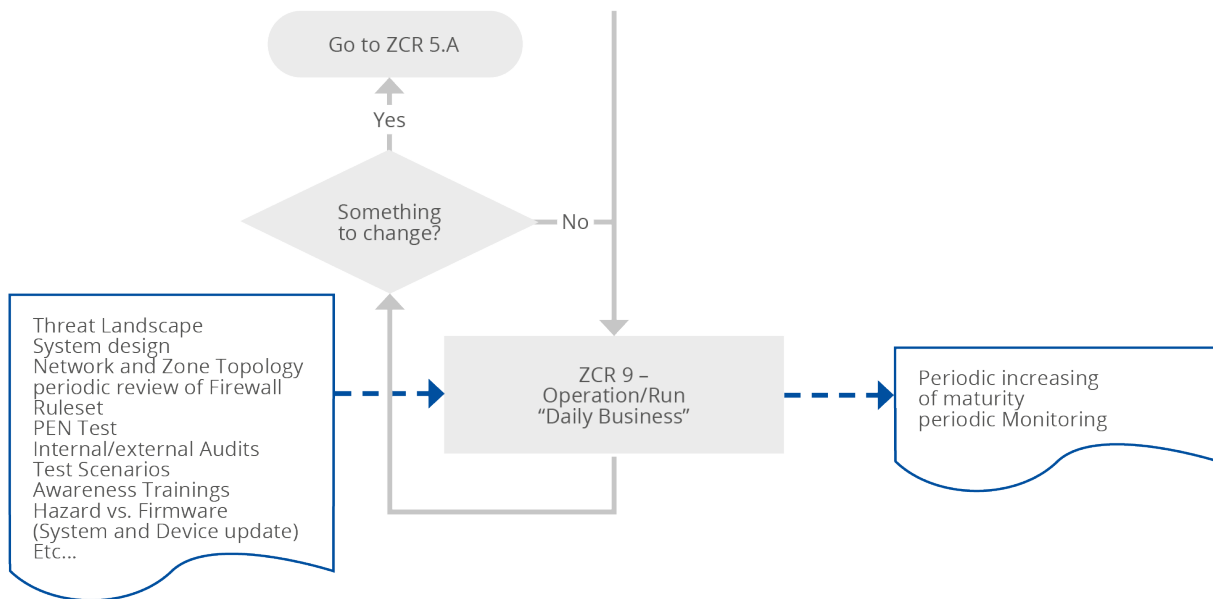 Go to ZCR 5.A
Yes
Something
to change?
No
Threat Landscape
System design
Network and Zone Topology
periodic review of Firewall
Ruleset
PEN Test
Internal/external Audits
Test Scenarios
Awareness Trainings
Hazard vs. Firmware
(System and Device update)
Etc...
ZCR 9 –
Operation/Run
“Daily Business”
Periodic increasing
of maturity
periodic Monitoring